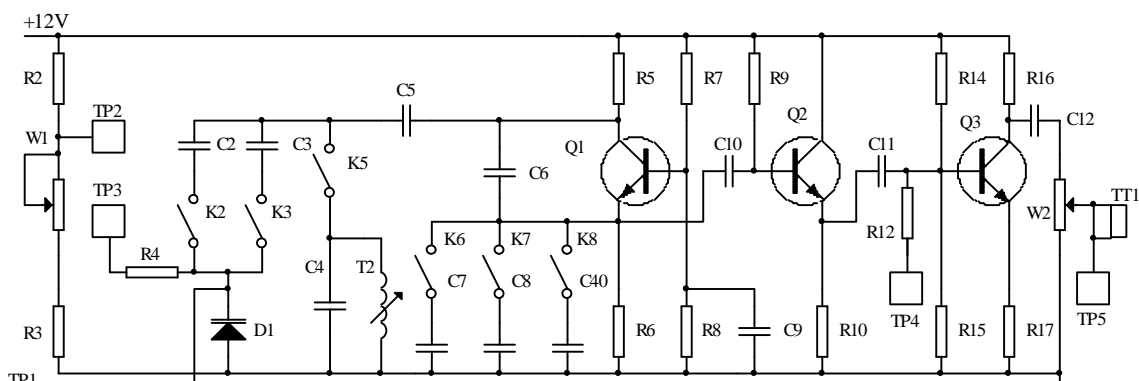 +12V
R2
R5
R7
R9
R14
R16
TP2
C5
W1
C2
C3
K5
Q1
C10
Q2
C11
Q3
C12
C6
TP3
K2
K3
K6
K7
K8
R12
W2
TT1
R4
C4
T2
C7
C8
C40
R3
D1
R6
R8
C9
R10
TP4
R15
R17
TP5
TP1